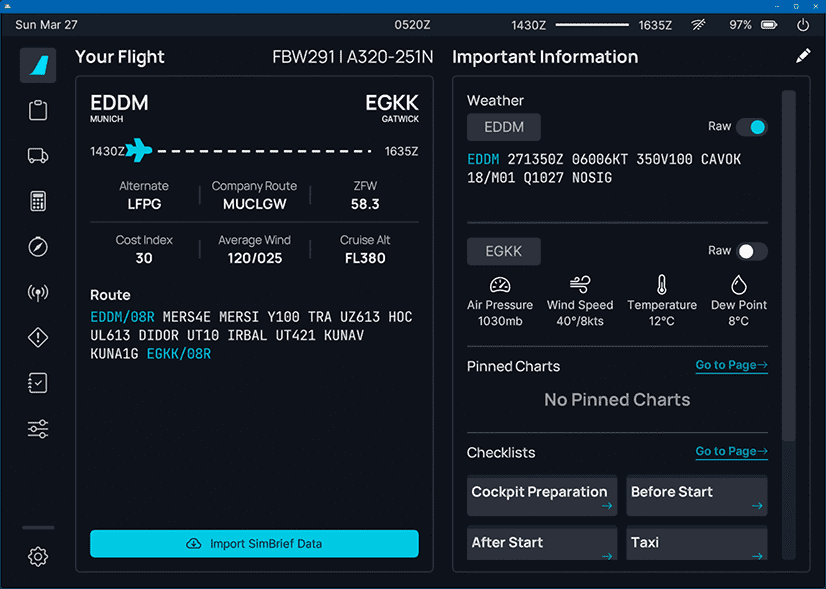 Sun Mar 27
0520Z
1430Z
1635Z
97%
Your Flight
FBW291 | A320-251N
EDDM
EGKK
MUNICH
GATWICK
1430Z
1635Z
Alternate
Company Route
ZFW
LFPG
MUCLGW
58.3
Cost Index
Average Wind
Cruise Alt
30
120/025
FL380
Route
EDDM/08R MERS4E MERSI Y100 TRA UZ613 HOC
UL613 DIDOR UT10 IRBAL UT421 KUNAV
KUNA1G EGKK/08R
Import SimBrief Data
Important Information
Weather
EDDM
Raw
EDDM 271350Z 06006KT 350V100 CAVOK
18/M01 Q1027 NOSIG
EGKK
Raw
Air Pressure
Wind Speed
Temperature
Dew Point
1030mb
40°/8kts
12°C
8°C
Pinned Charts
Go to Page
No Pinned Charts
Checklists
Go to Page
Cockpit Preparation
Before Start
After Start
Taxi